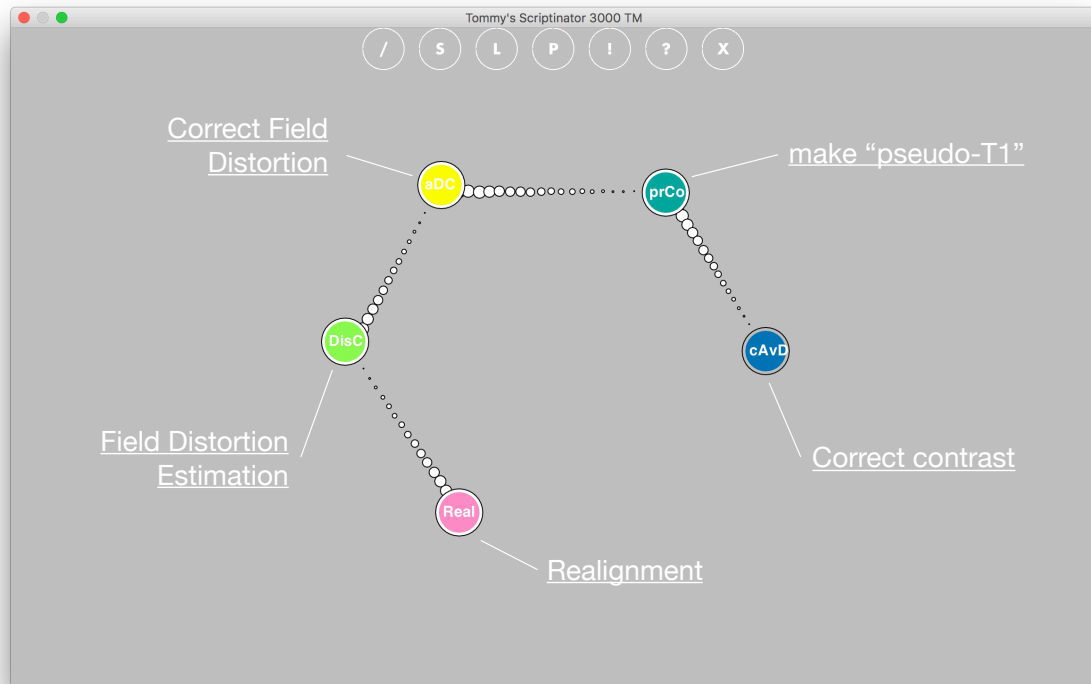 Tommy's Scriptinator 3000 TM
/ S L P ! ? X
Correct Field
Distortion
make “pseudo-T1”
aDC
prCo
DisC
cAvD
Field Distortion
Estimation
Correct contrast
Real
Realignment